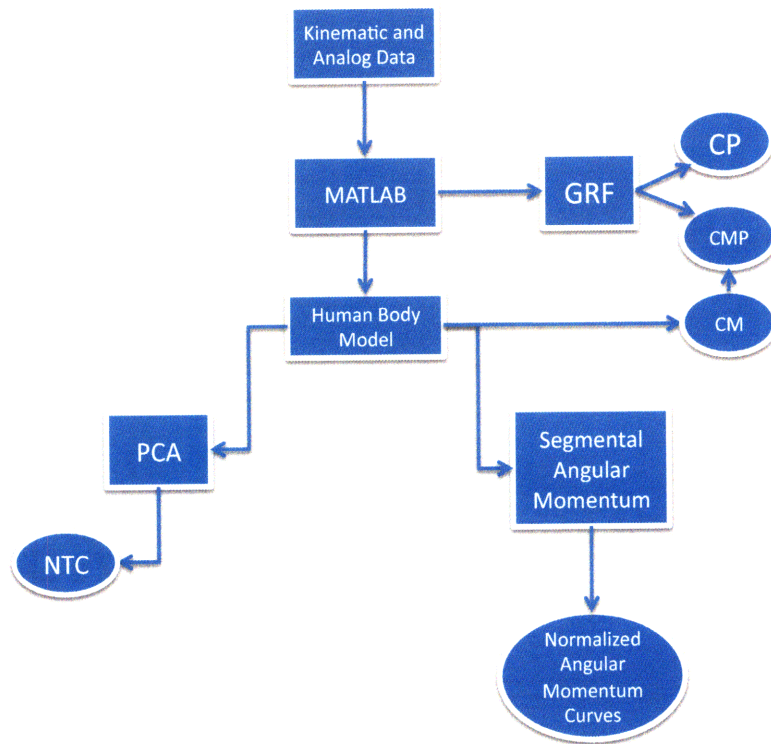 Kinematic and
Analog Data
MATLAB
GRF
CP
CMP
Human Body
Model
CM
PCA
Segmental
Angular
Momentum
NTC
Normalized
Angular
Momentum
Curves